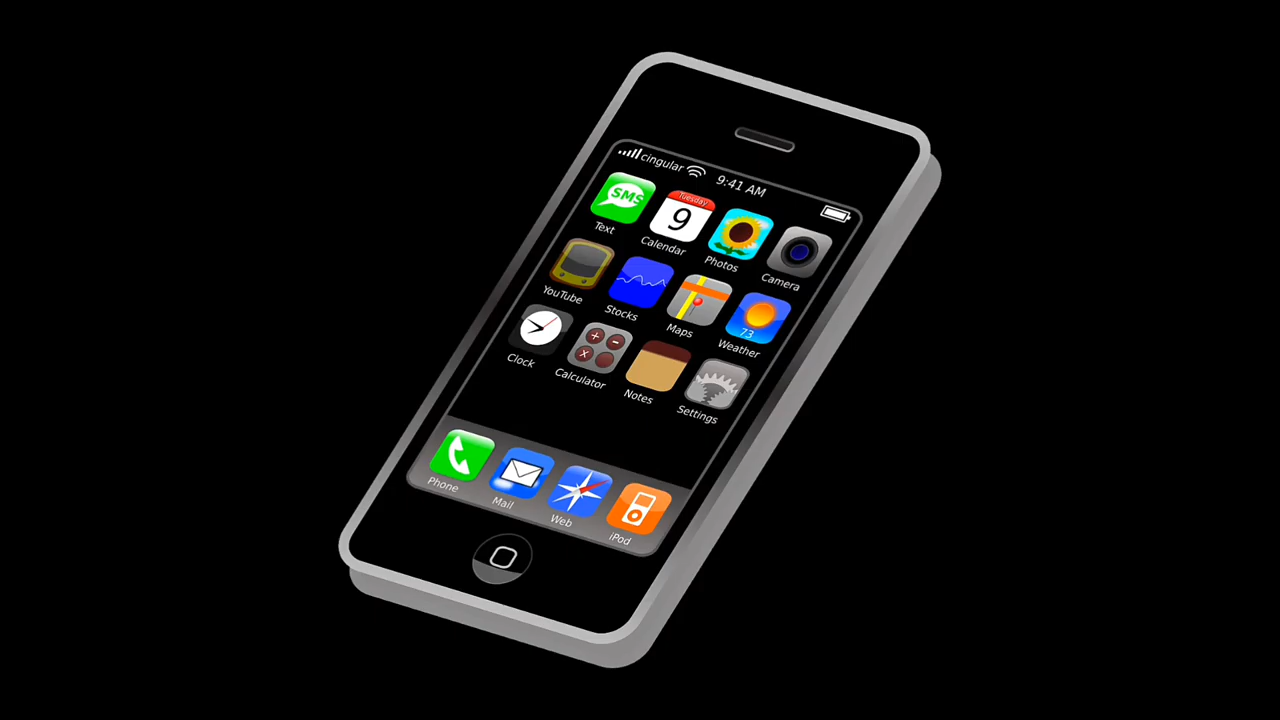 cingular 9:41 AM
SMS Tuesday 9
Text Calendar Photos Camera
73
YouTube Stocks Maps Weather
Clock Calculator Notes Settings
Phone Mail Web iPod